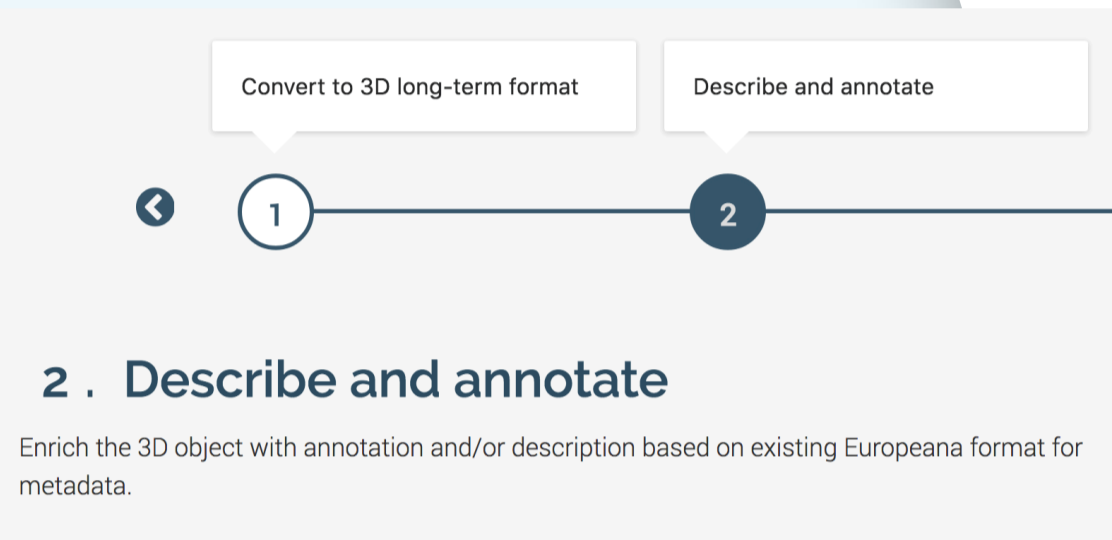 Convert to 3D long-term format
Describe and annotate
1
2
2 . Describe and annotate
Enrich the 3D object with annotation and/or description based on existing Europeana format for
metadata.